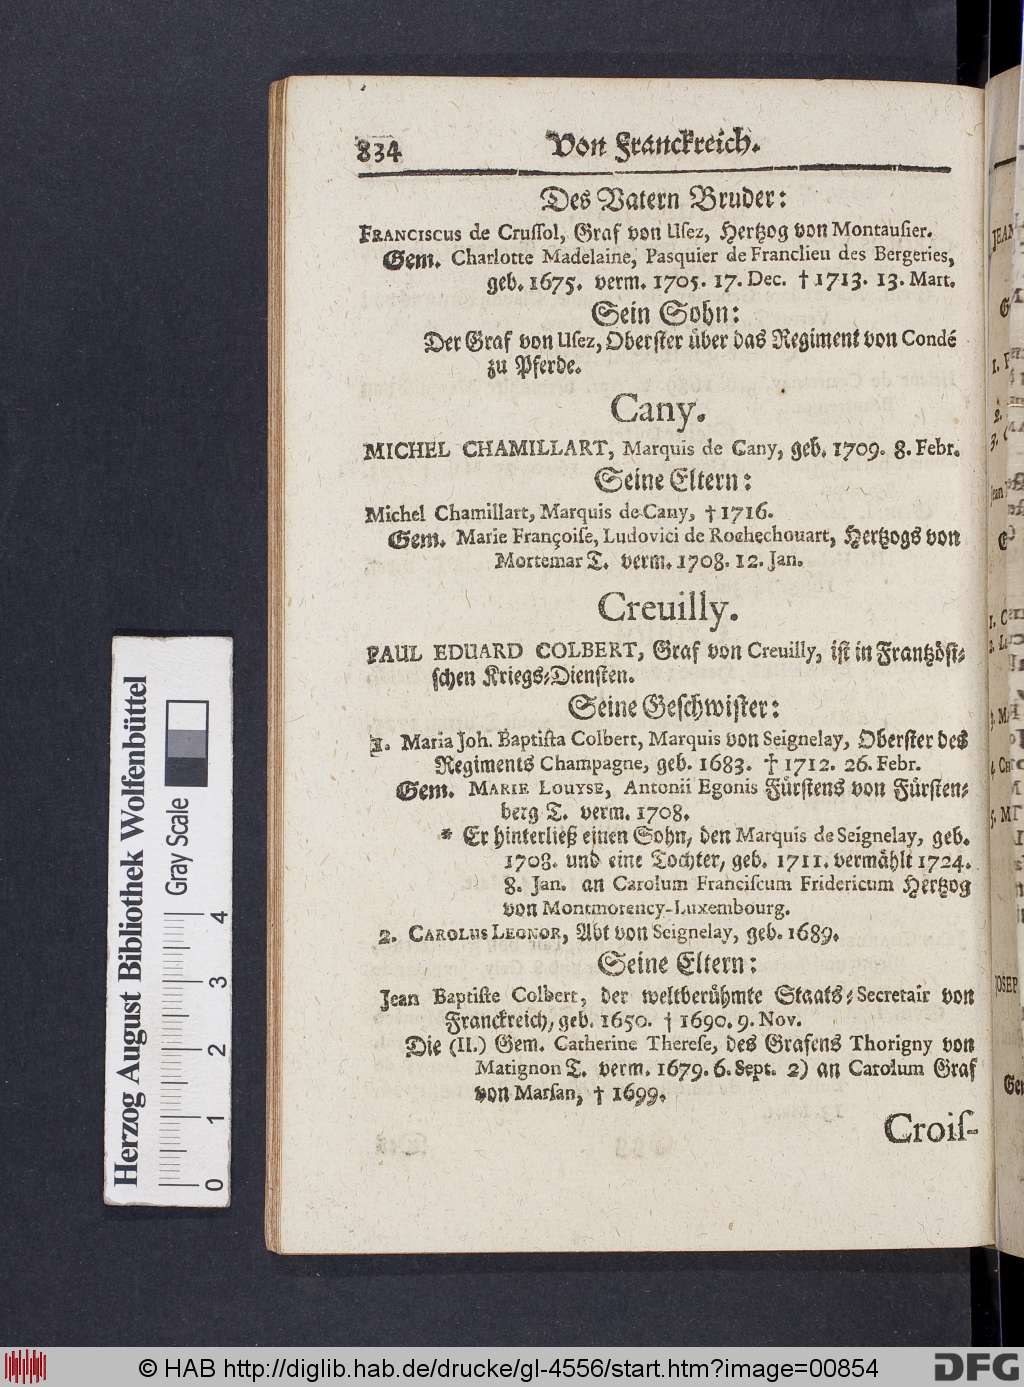 834 Von Franckreich.
Des Vatern Bruder:
FRANCISCUS de Cruſſol, Graf von Uſez, Hertzog von Montauſier.
Gem. Charlotte Madelaine, Pasquier de Franclieu des Bergeries,
geb. 1675. verm. 1705. 17. Dec. † 1713. 13. Mart.
Sein Sohn:
Der Graf von Uſez, Oberſter über das Regiment von Condé
zu Pferde.
Cany.
MICHEL CHAMILLART, Marquis de Cany, geb. 1709. 8. Febr.
Seine Eltern:
Michel Chamillart, Marquis de Cany, † 1716.
Gem. Marie Françoiſe, Ludovici de Rochechouart, Hertzogs von
Mortemar T. verm. 1708. 12. Jan.
Creuilly.
PAUL EDUARD COLBERT, Graf von Creuilly, iſt in Frantzöſi-
ſchen Kriegs-Dienſten.
Seine Geſchwiſter:
1. Maria Joh. Baptiſta Colbert, Marquis von Seignelay, Oberſter des
Regiments Champagne, geb. 1683. † 1712. 26. Febr.
Gem. MARIE LOUYSE, Antonii Egonis Fürſtens von Fürſten-
berg T. verm. 1708.
* Er hinterließ einen Sohn, den Marquis de Seignelay, geb.
1708. und eine Tochter, geb. 1711. vermählt 1724.
8. Jan. an Carolum Franciſcum Fridericum Hertzog
von Montmorency-Luxembourg.
2. CAROLUS LEONOR, Abt von Seignelay, geb. 1689.
Seine Eltern:
Jean Baptiſte Colbert, der weltberühmte Staats-Secretair von
Franckreich, geb. 1650. † 1690. 9. Nov.
Die (II.) Gem. Catherine Thereſe, des Grafens Thorigny von
Matignon T. verm. 1679. 6. Sept. 2) an Carolum Graf
von Marſan, † 1699.
Croiſ-
Herzog August Bibliothek Wolfenbüttel
Gray Scale
0 1 2 3 4
© HAB http://diglib.hab.de/drucke/gl-4556/start.htm?image=00854
DFG